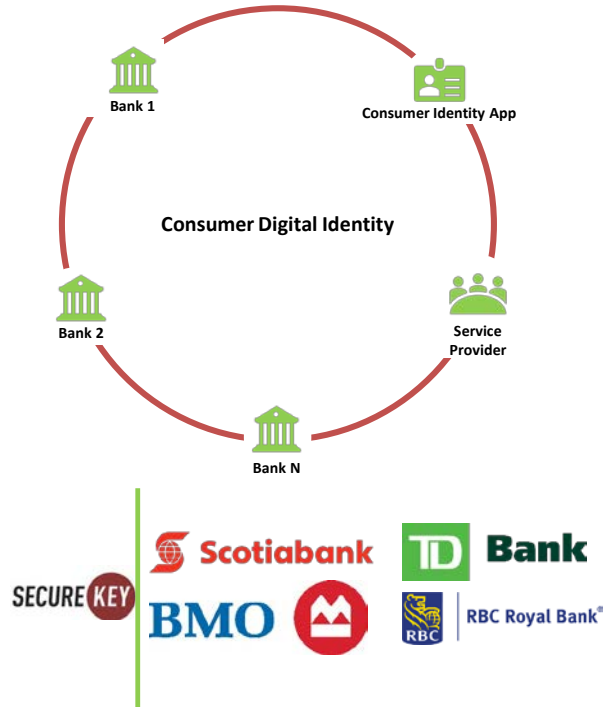 Bank 1
Consumer Identity App
Consumer Digital Identity
Bank 2
Service
Provider
Bank N
Scotiabank
TD Bank
SECURE KEY
BMO
RBC
RBC Royal Bank®